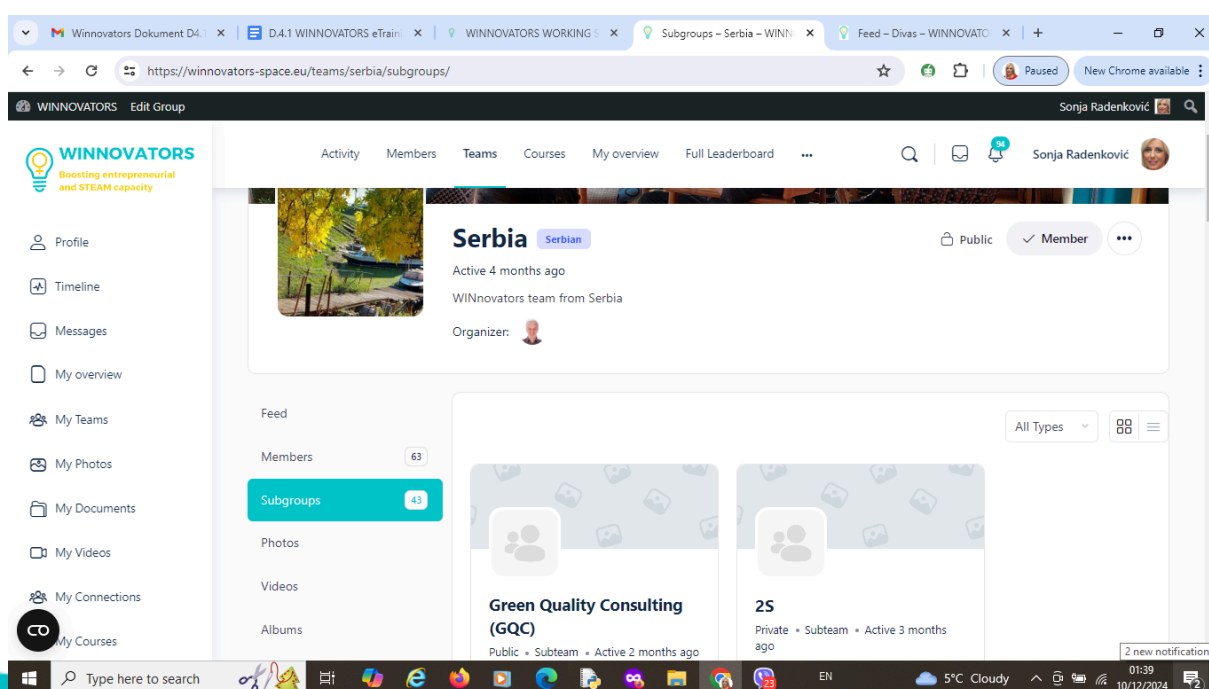 Winnovators Dokument D4.1
D.4.1 WINNOVATORS eTraini
WINNOVATORS WORKING S
Subgroups – Serbia – WINN
Feed – Divas – WINNOVATO
https://winnovators-space.eu/teams/serbia/subgroups/
Paused
New Chrome available
WINNOVATORS Edit Group
Sonja Radenković
WINNOVATORS
Boosting entrepreneurial
and STEAM capacity
Activity Members Teams Courses My overview Full Leaderboard
94
Sonja Radenković
Profile
Timeline
Messages
My overview
My Teams
My Photos
My Documents
My Videos
My Connections
My Courses
Serbia Serbian
Public
Member
Active 4 months ago
WINnovators team from Serbia
Organizer:
Feed
Members 63
Subgroups 43
Photos
Videos
Albums
All Types
Green Quality Consulting
(GQC)
Public • Subteam • Active 2 months ago
2S
Private • Subteam • Active 3 months
ago
2 new notification
Type here to search
23
EN
5°C Cloudy
01:39
10/12/2024
2